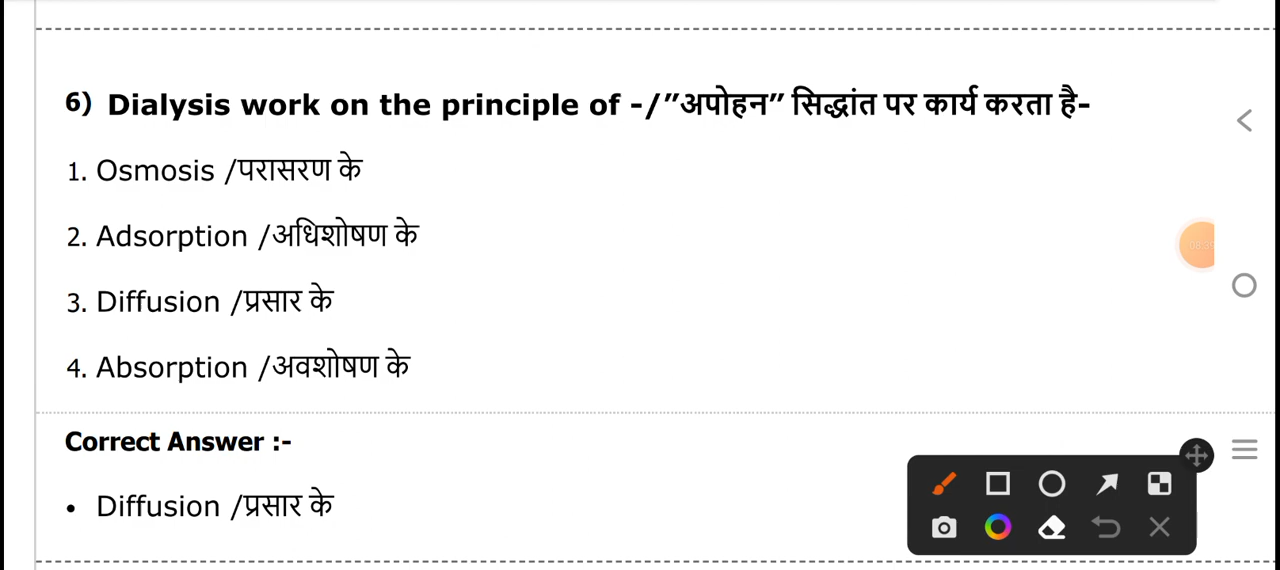 6) Dialysis work on the principle of -/”अपोहन” सिद्धांत पर कार्य करता है-
1. Osmosis /परासरण के
2. Adsorption /अधिशोषण के
3. Diffusion /प्रसार के
4. Absorption /अवशोषण के
Correct Answer :-
• Diffusion /प्रसार के